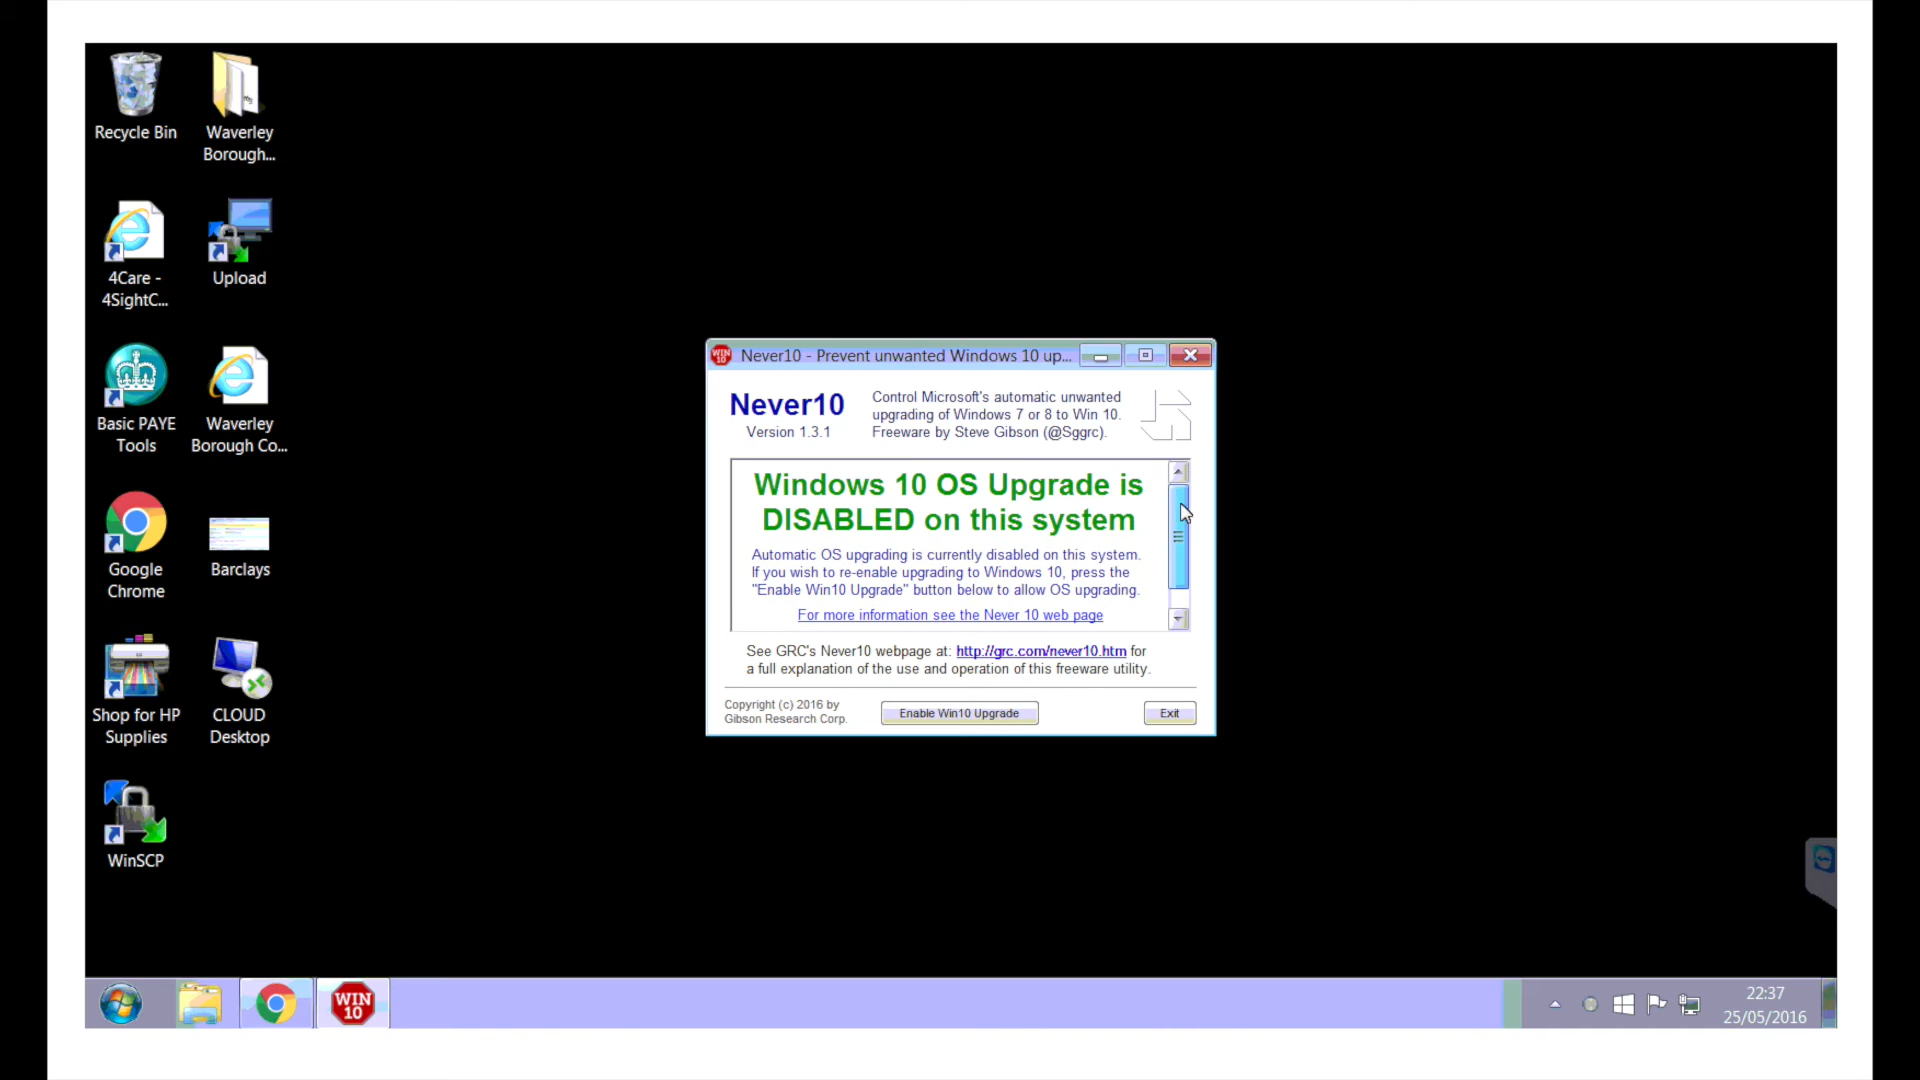 Recycle Bin
Waverley
Borough...
4Care -
4SightC...
Upload
Basic PAYE
Tools
Waverley
Borough Co...
Google
Chrome
Barclays
Shop for HP
Supplies
CLOUD
Desktop
WinSCP
WIN
10
Never10 - Prevent unwanted Windows 10 up...
Never10
Version 1.3.1
Control Microsoft's automatic unwanted
upgrading of Windows 7 or 8 to Win 10.
Freeware by Steve Gibson (@Sggrc).
Windows 10 OS Upgrade is
DISABLED on this system
Automatic OS upgrading is currently disabled on this system.
If you wish to re-enable upgrading to Windows 10, press the
"Enable Win10 Upgrade" button below to allow OS upgrading.
For more information see the Never 10 web page
See GRC's Never10 webpage at: http://grc.com/never10.htm for
a full explanation of the use and operation of this freeware utility.
Copyright (c) 2016 by
Gibson Research Corp.
Enable Win10 Upgrade
Exit
WIN
10
22:37
25/05/2016